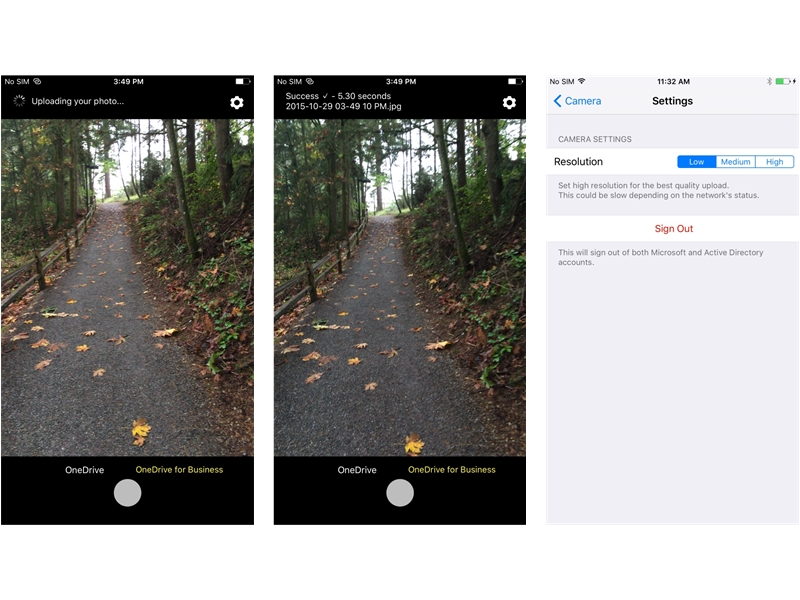 No SIM 3:49 PM
Uploading your photo...
OneDrive OneDrive for Business
No SIM 3:49 PM
Success ✓ - 5.30 seconds
2015-10-29 03-49 10 PM.jpg
OneDrive OneDrive for Business
No SIM 11:32 AM
Camera Settings
CAMERA SETTINGS
Resolution Low Medium High
Set high resolution for the best quality upload.
This could be slow depending on the network's status.
Sign Out
This will sign out of both Microsoft and Active Directory
accounts.